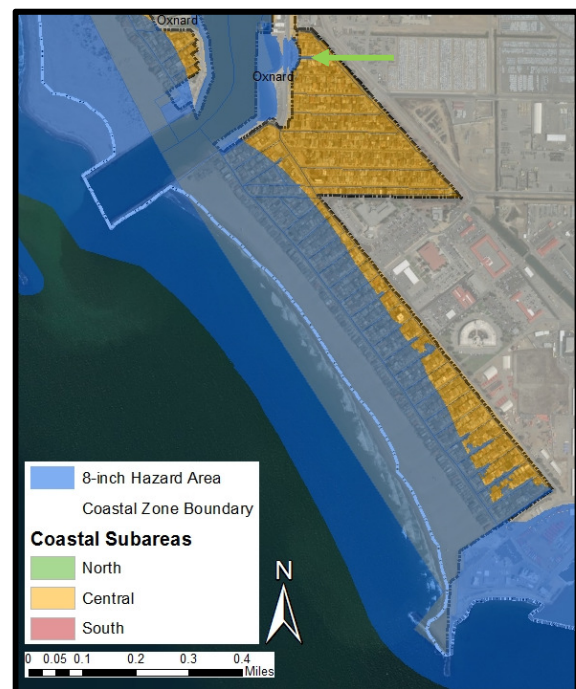 Oxnard
Oxnard
8-inch Hazard Area
Coastal Zone Boundary
Coastal Subareas
North
Central
South
N
0 0.05 0.1 0.2 0.3 0.4
Miles